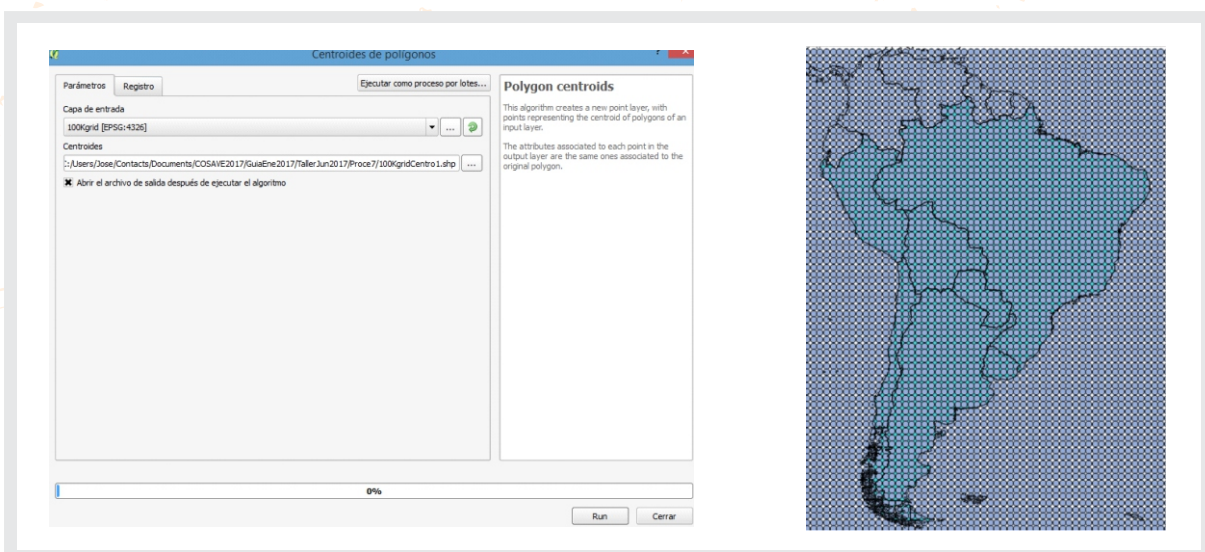 Centroides de polígonos
Parámetros
Registro
Ejecutar como proceso por lotes...
Capa de entrada
100Kgrid [EPSG:4326]
...
Centroides
:/Users/Jose/Contacts/Documents/COSAVE2017/GuiaEne2017/TallerJun2017/Proce7/100KgridCentro1.shp
...
Abrir el archivo de salida después de ejecutar el algoritmo
Polygon centroids
This algorithm creates a new point layer, with
points representing the centroid of polygons of an
input layer.
The attributes associated to each point in the
output layer are the same ones associated to the
original polygon.
0%
Run
Cerrar